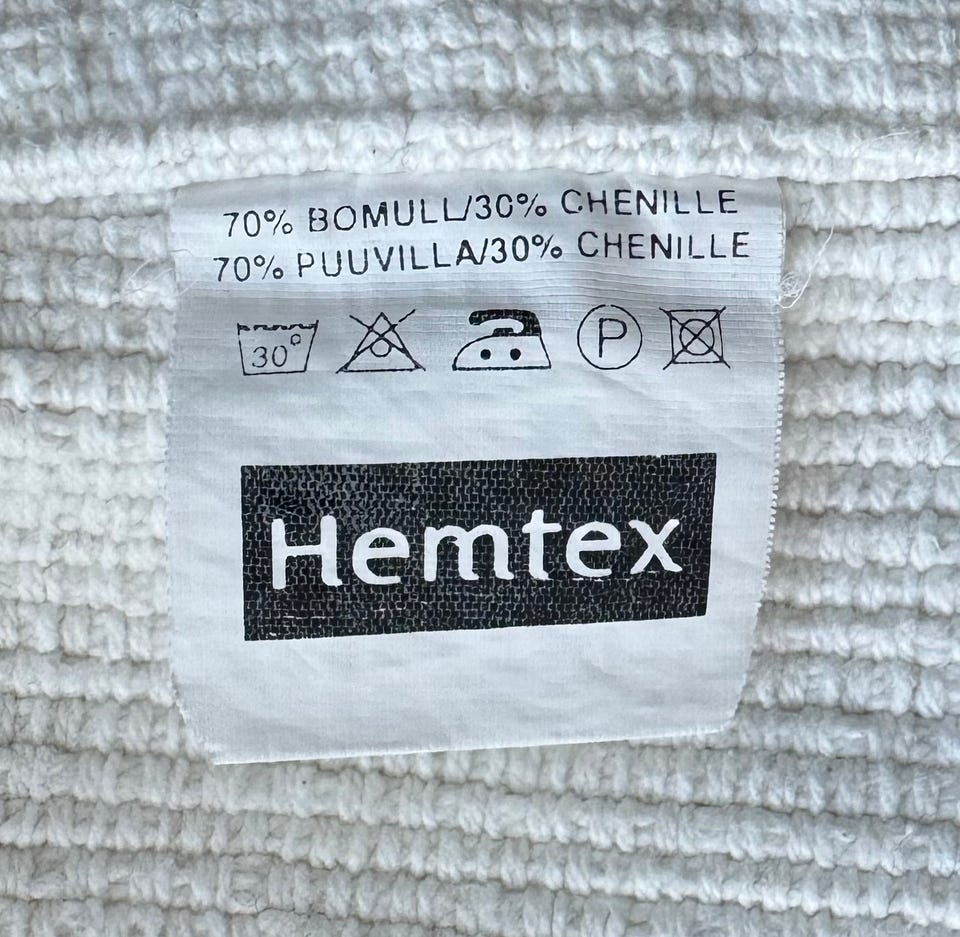 70% BOMULL/30% CHENILLE
70% PUUVILLA/30% CHENILLE
30° P
Hemtex